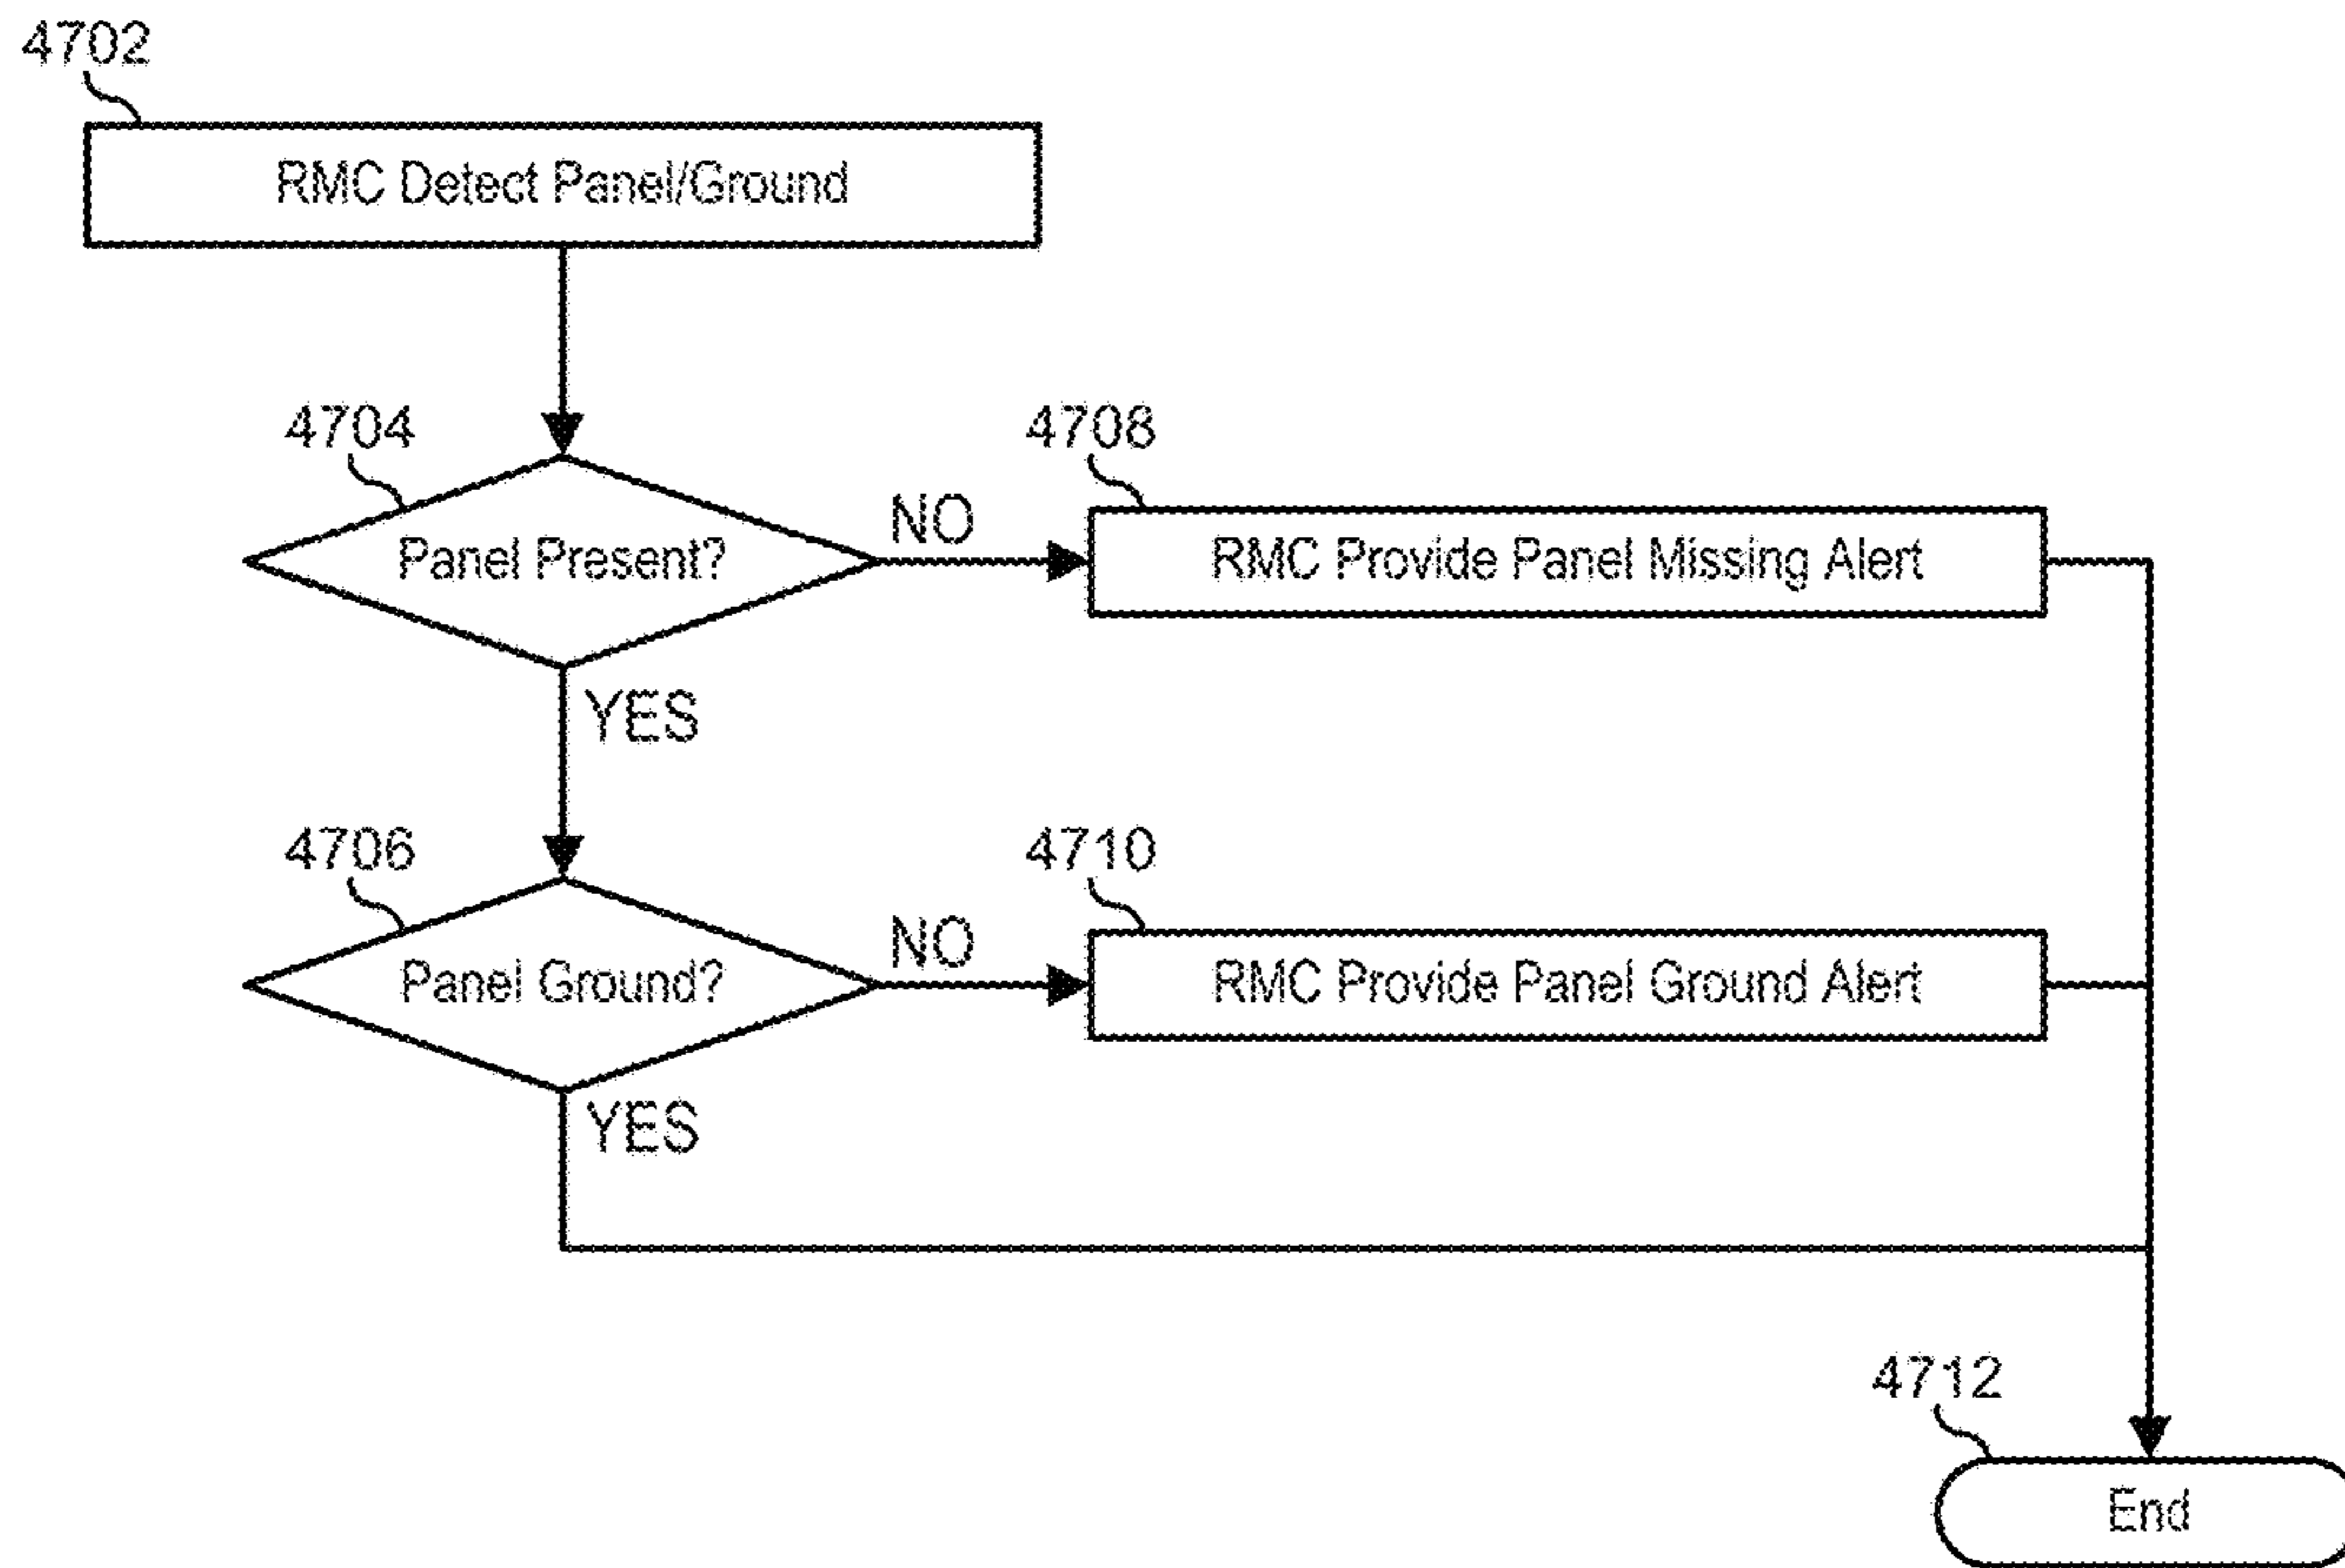 4702
RMC Detect Panel/Ground
4704
Panel Present?
NO
4708
RMC Provide Panel Missing Alert
YES
4706
Panel Ground?
NO
4710
RMC Provide Panel Ground Alert
YES
4712
End